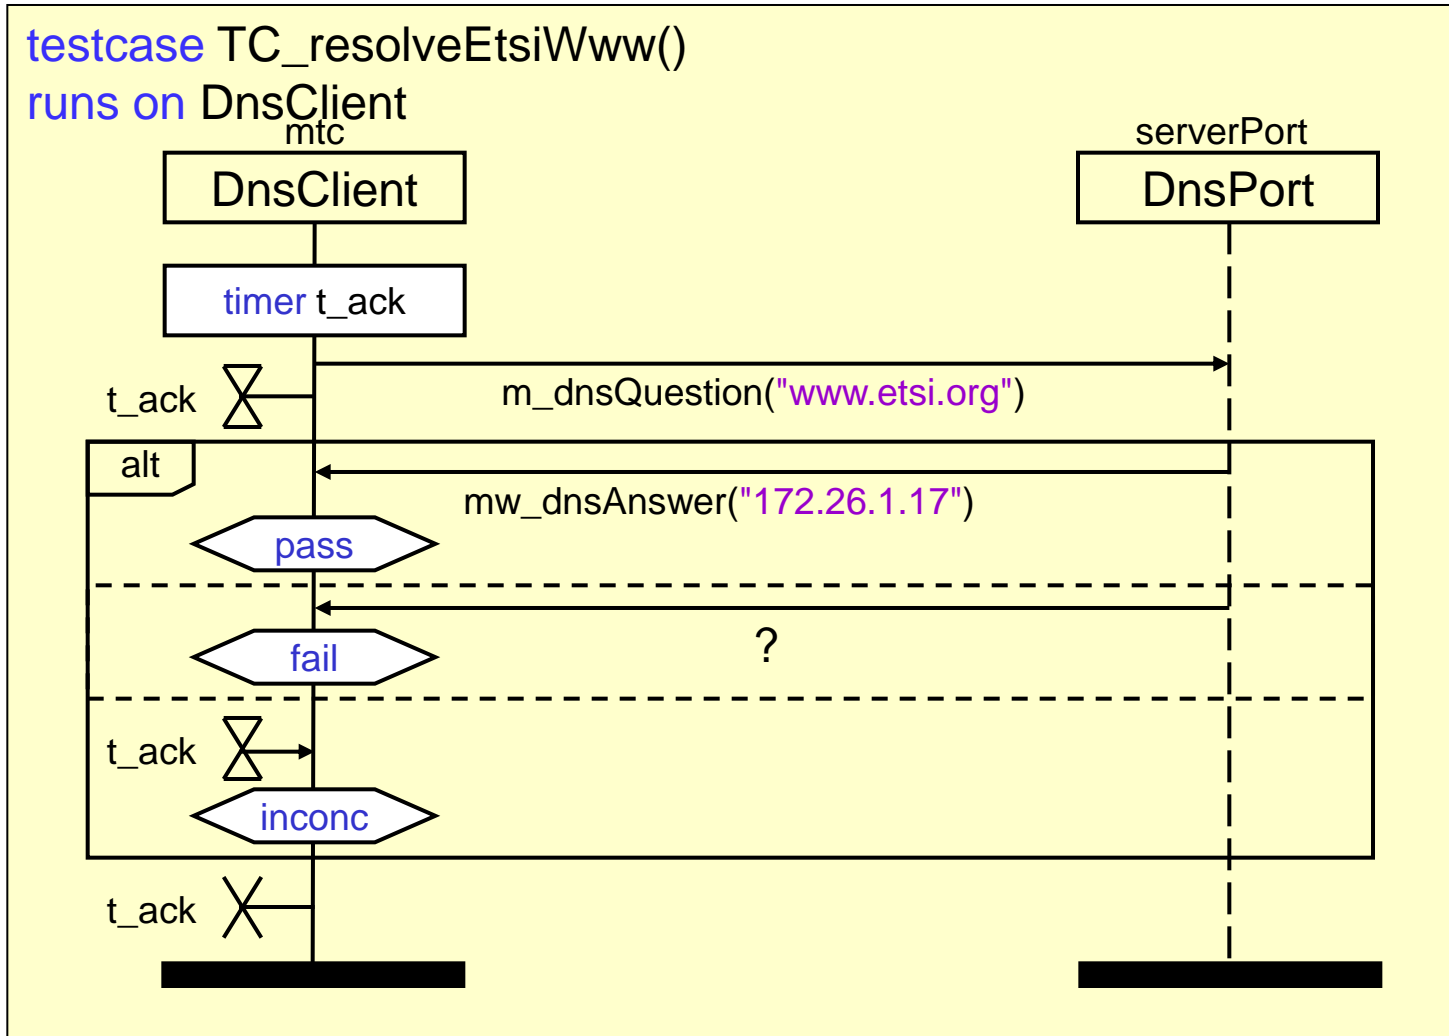 testcase TC_resolveEtsiWww()
runs on DnsClient
mtc
serverPort
DnsClient
DnsPort
timer t_ack
t_ack
m_dnsQuestion("www.etsi.org")
alt
mw_dnsAnswer("172.26.1.17")
pass
?
fail
t_ack
inconc
t_ack